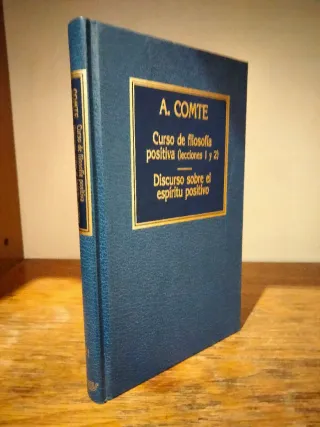 A. COMTE
Curso de filosofía
positiva (lecciones 1 y 2)
Discurso sobre el
espíritu positivo
COMTE Curso de filosofía positiva